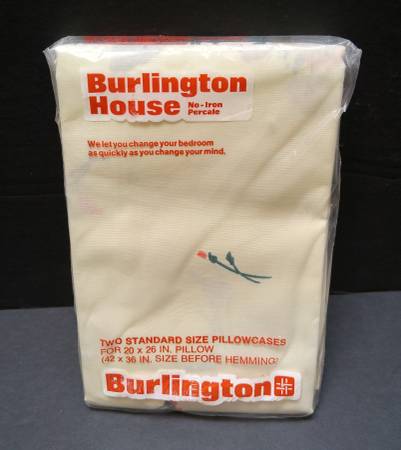 Burlington
House No-Iron
Percale
We let you change your bedroom
as quickly as you change your mind.
TWO STANDARD SIZE PILLOWCASES
FOR 20 x 26 IN. PILLOW
(42 x 36 IN. SIZE BEFORE HEMMING)
Burlington